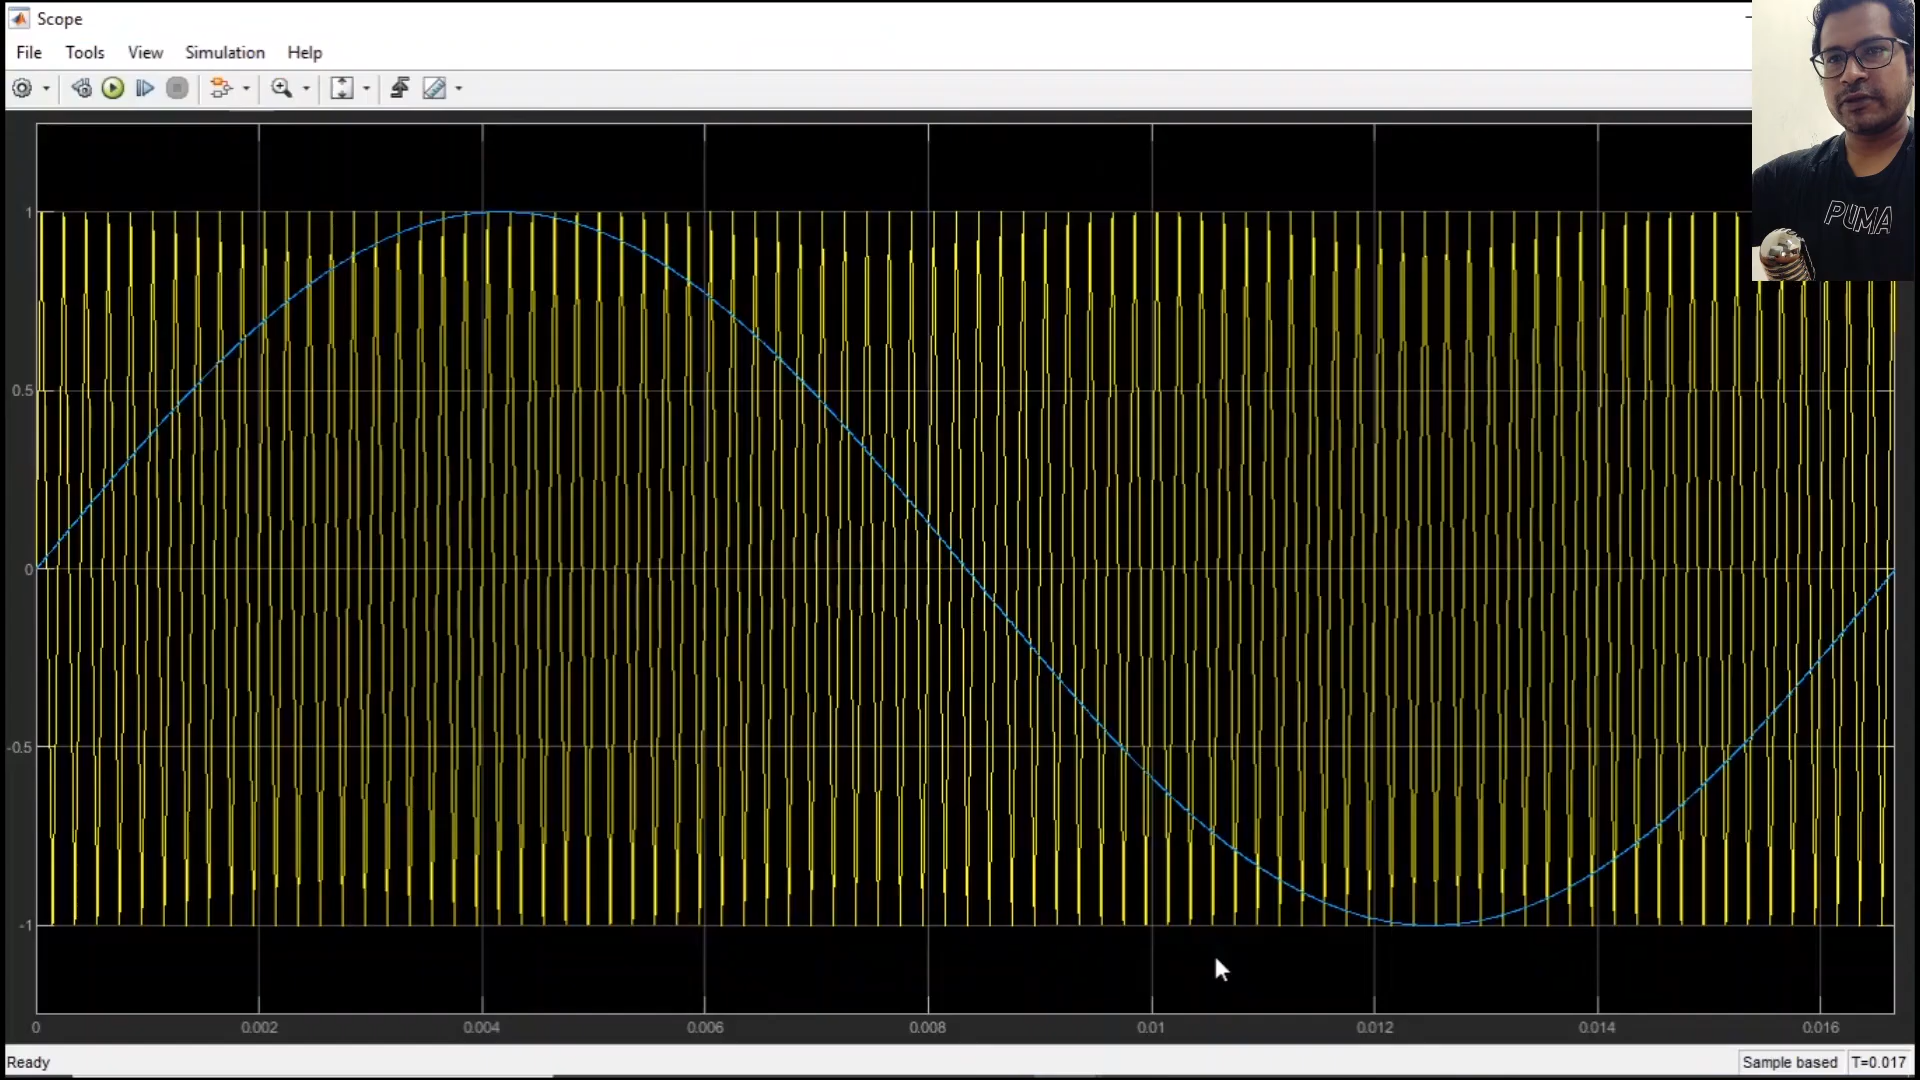 Scope
File Tools View Simulation Help
PUMA
1
0.5
0
-0.5
-1
0 0.002 0.004 0.006 0.008 0.01 0.012 0.014 0.016
Ready Sample based T=0.017